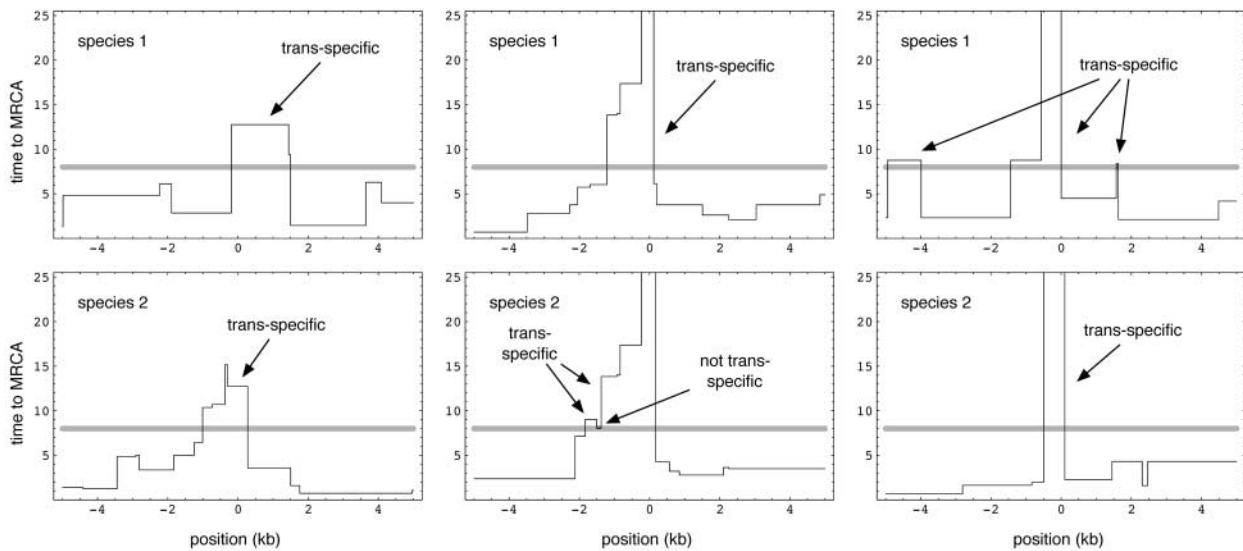 time to MRCA
25
20
15
10
5
species 1
trans-specific
−4 −2 0 2 4
25
20
15
10
5
species 1
trans-specific
−4 −2 0 2 4
25
20
15
10
5
species 1
trans-specific
−4 −2 0 2 4
time to MRCA
25
20
15
10
5
species 2
trans-specific
−4 −2 0 2 4
position (kb)
25
20
15
10
5
species 2
trans-
specific
not trans-
specific
−4 −2 0 2 4
position (kb)
25
20
15
10
5
species 2
trans-specific
−4 −2 0 2 4
position (kb)